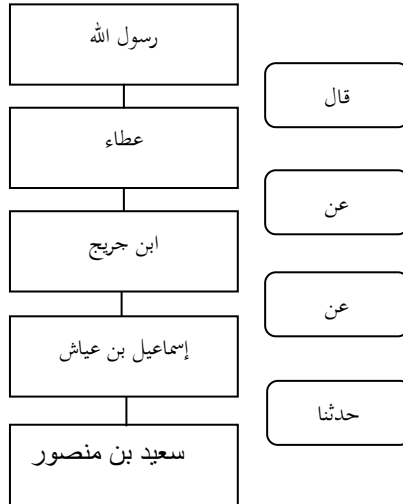 رسول الله
قال
عطاء
عن
ابن جريج
عن
إسماعيل بن عياش
حدثنا
سعيد بن منصور